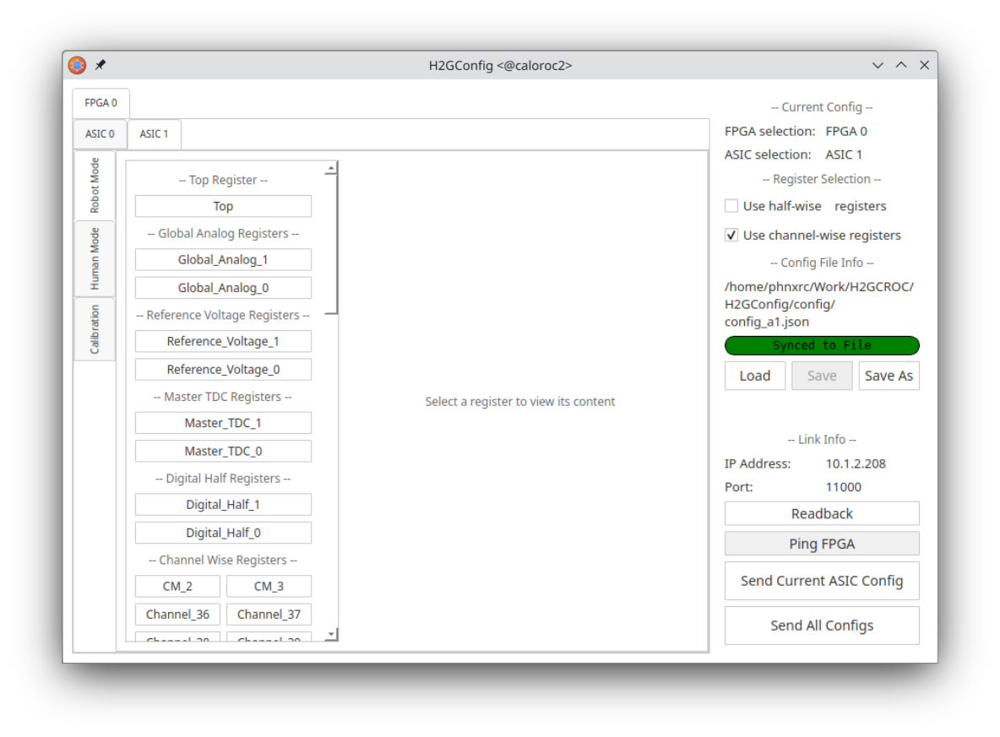 H2GConfig <@caloroc2>
FPGA 0
ASIC 0 ASIC 1
Robot Mode
Human Mode
Calibration
-- Top Register --
Top
-- Global Analog Registers --
Global_Analog_1
Global_Analog_0
-- Reference Voltage Registers --
Reference_Voltage_1
Reference_Voltage_0
-- Master TDC Registers --
Master_TDC_1
Master_TDC_0
-- Digital Half Registers --
Digital_Half_1
Digital_Half_0
-- Channel Wise Registers --
CM_2 CM_3
Channel_36 Channel_37
Channel_38 Channel_39
Select a register to view its content
-- Current Config --
FPGA selection: FPGA 0
ASIC selection: ASIC 1
-- Register Selection --
Use half-wise registers
Use channel-wise registers
-- Config File Info --
/home/phnxrc/Work/H2GCROC/
H2GConfig/config/
config_a1.json
Synced to File
Load Save Save As
-- Link Info --
IP Address: 10.1.2.208
Port: 11000
Readback
Ping FPGA
Send Current ASIC Config
Send All Configs